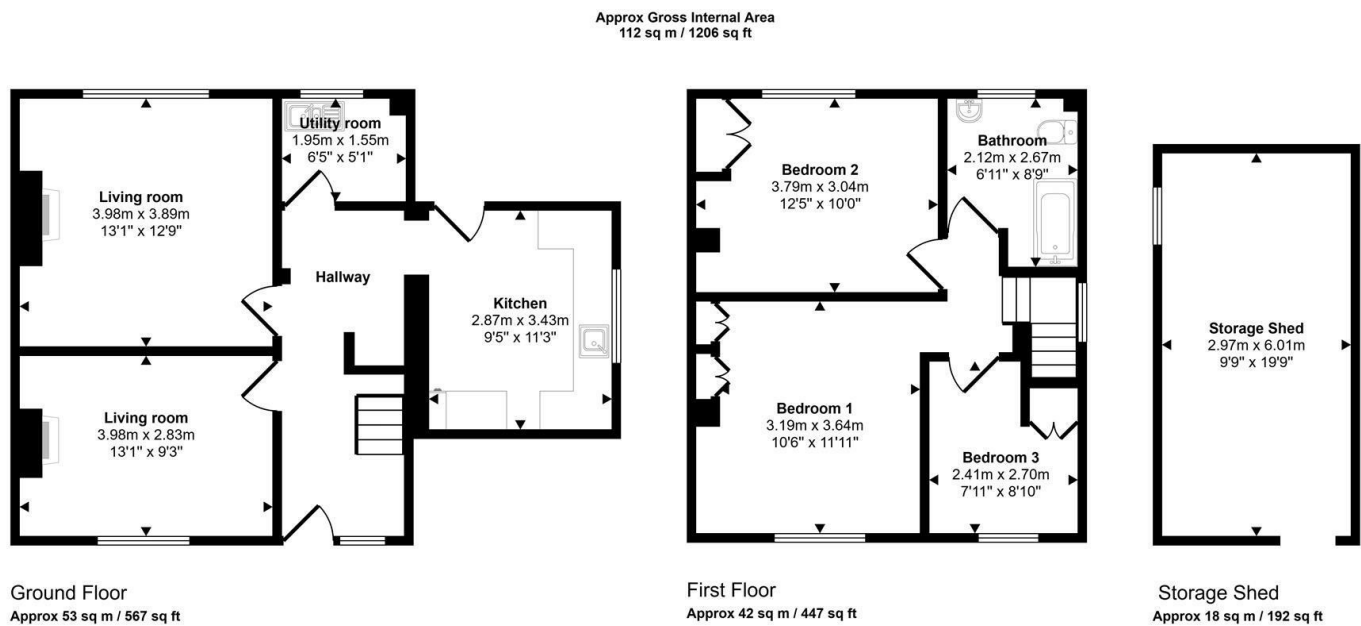 Approx Gross Internal Area
112 sq m / 1206 sq ft
Living room
3.98m x 3.89m
13'1" x 12'9"
Utility room
1.95m x 1.55m
6'5" x 5'1"
Hallway
Kitchen
2.87m x 3.43m
9'5" x 11'3"
Living room
3.98m x 2.83m
13'1" x 9'3"
Ground Floor
Approx 53 sq m / 567 sq ft
Bedroom 2
3.79m x 3.04m
12'5" x 10'0"
Bathroom
2.12m x 2.67m
6'11" x 8'9"
Bedroom 1
3.19m x 3.64m
10'6" x 11'11"
Bedroom 3
2.41m x 2.70m
7'11" x 8'10"
First Floor
Approx 42 sq m / 447 sq ft
Storage Shed
2.97m x 6.01m
9'9" x 19'9"
Storage Shed
Approx 18 sq m / 192 sq ft